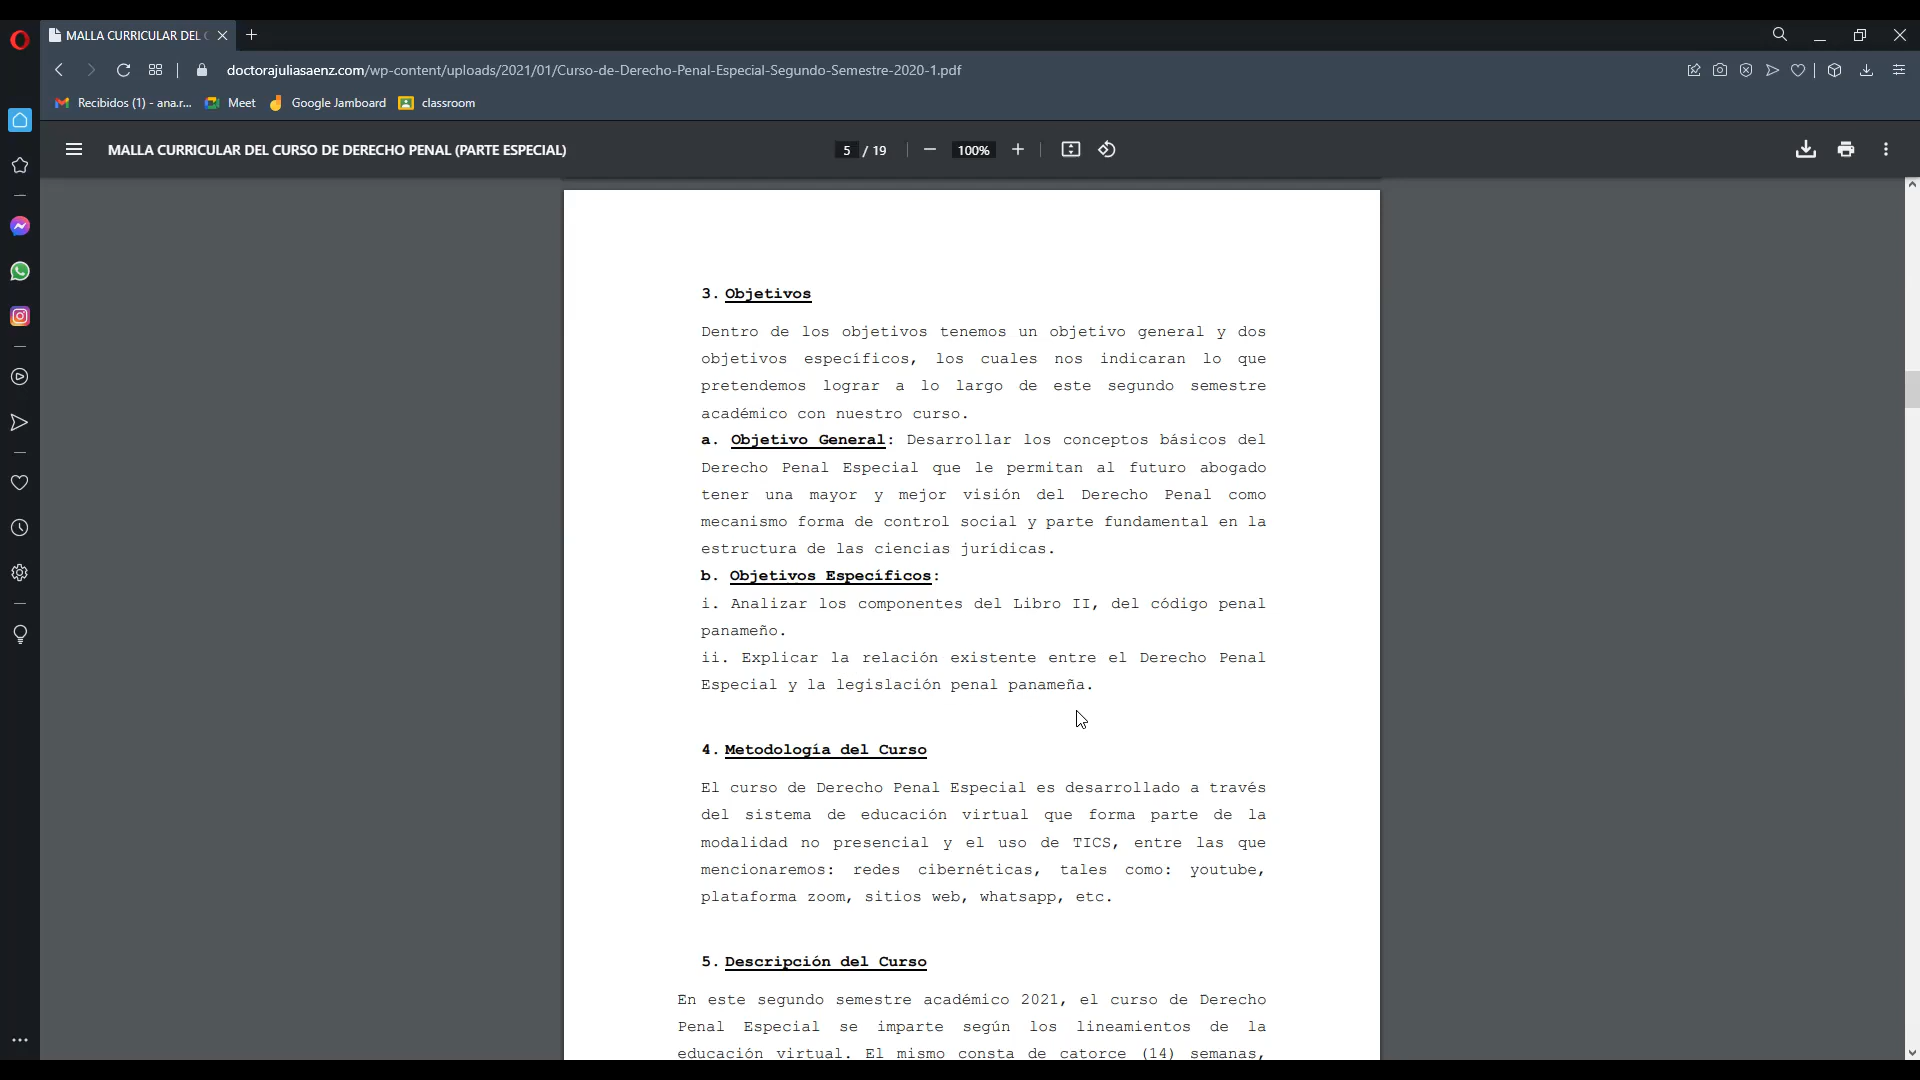 MALLA CURRICULAR DEL
doctorajuliasaenz.com/wp-content/uploads/2021/01/Curso-de-Derecho-Penal-Especial-Segundo-Semestre-2020-1.pdf
Recibidos (1) - ana.r... Meet Google Jamboard classroom
MALLA CURRICULAR DEL CURSO DE DERECHO PENAL (PARTE ESPECIAL) 5 / 19 100%
3. Objetivos
Dentro de los objetivos tenemos un objetivo general y dos
objetivos específicos, los cuales nos indicaran lo que
pretendemos lograr a lo largo de este segundo semestre
académico con nuestro curso.
a. Objetivo General: Desarrollar los conceptos básicos del
Derecho Penal Especial que le permitan al futuro abogado
tener una mayor y mejor visión del Derecho Penal como
mecanismo forma de control social y parte fundamental en la
estructura de las ciencias jurídicas.
b. Objetivos Específicos:
i. Analizar los componentes del Libro II, del código penal
panameño.
ii. Explicar la relación existente entre el Derecho Penal
Especial y la legislación penal panameña.
4. Metodología del Curso
El curso de Derecho Penal Especial es desarrollado a través
del sistema de educación virtual que forma parte de la
modalidad no presencial y el uso de TICS, entre las que
mencionaremos: redes cibernéticas, tales como: youtube,
plataforma zoom, sitios web, whatsapp, etc.
5. Descripción del Curso
En este segundo semestre académico 2021, el curso de Derecho
Penal Especial se imparte según los lineamientos de la
educación virtual. El mismo consta de catorce (14) semanas,